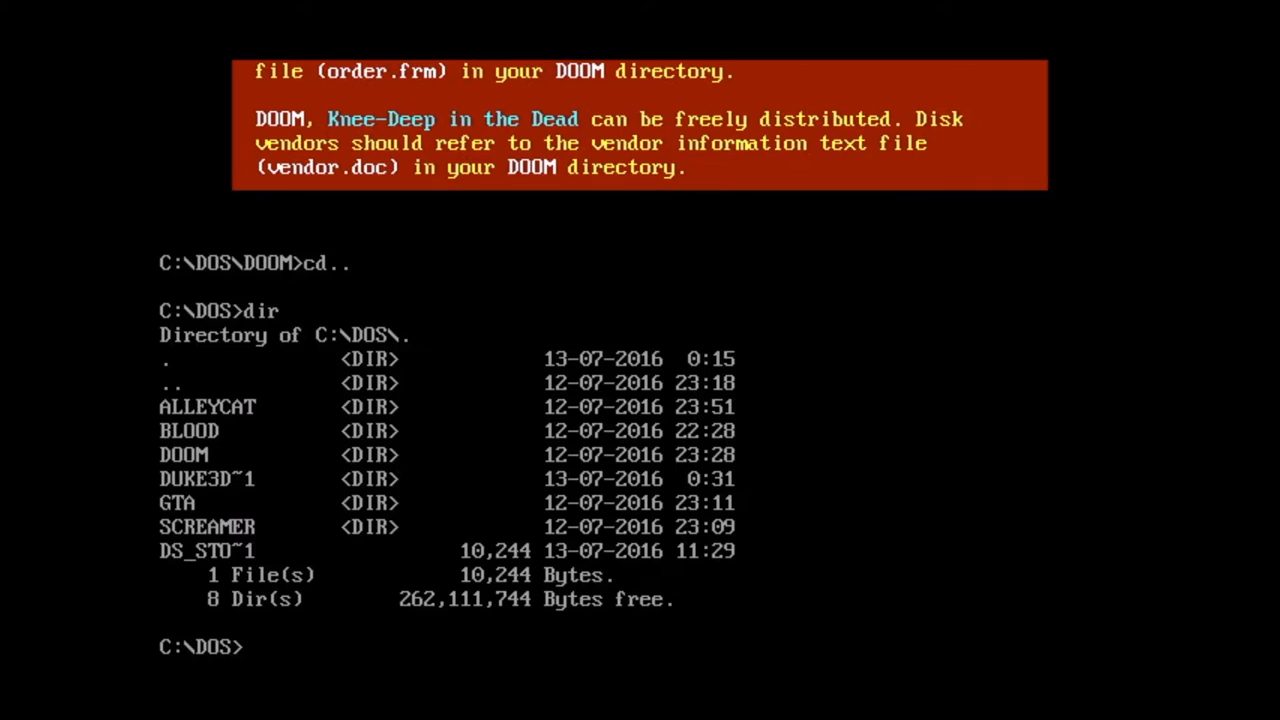 file (order.frm) in your DOOM directory.
DOOM, Knee-Deep in the Dead can be freely distributed. Disk
vendors should refer to the vendor information text file
(vendor.doc) in your DOOM directory.
C:\DOS\DOOM>cd..
C:\DOS>dir
Directory of C:\DOS\.
. <DIR> 13-07-2016 0:15
.. <DIR> 12-07-2016 23:18
ALLEYCAT <DIR> 12-07-2016 23:51
BLOOD <DIR> 12-07-2016 22:28
DOOM <DIR> 12-07-2016 23:28
DUKE3D~1 <DIR> 13-07-2016 0:31
GTA <DIR> 12-07-2016 23:11
SCREAMER <DIR> 12-07-2016 23:09
DS_STO~1 10,244 13-07-2016 11:29
1 File(s) 10,244 Bytes.
8 Dir(s) 262,111,744 Bytes free.
C:\DOS>